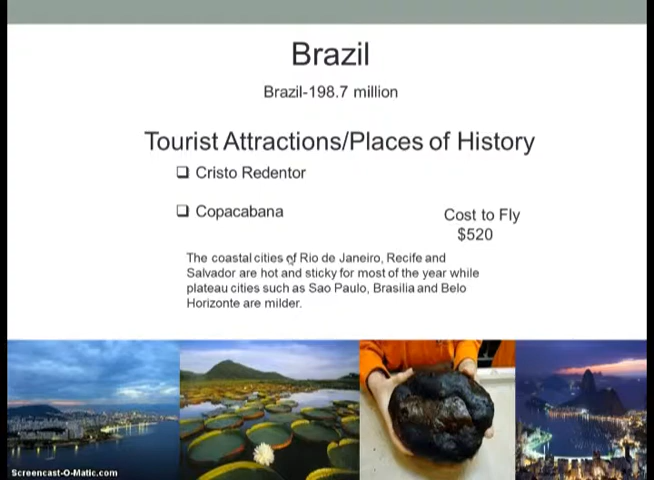 Brazil
Brazil-198.7 million
Tourist Attractions/Places of History
❑ Cristo Redentor
❑ Copacabana
Cost to Fly
$520
The coastal cities of Rio de Janeiro, Recife and
Salvador are hot and sticky for most of the year while
plateau cities such as Sao Paulo, Brasilia and Belo
Horizonte are milder.
Screencast-O-Matic.com